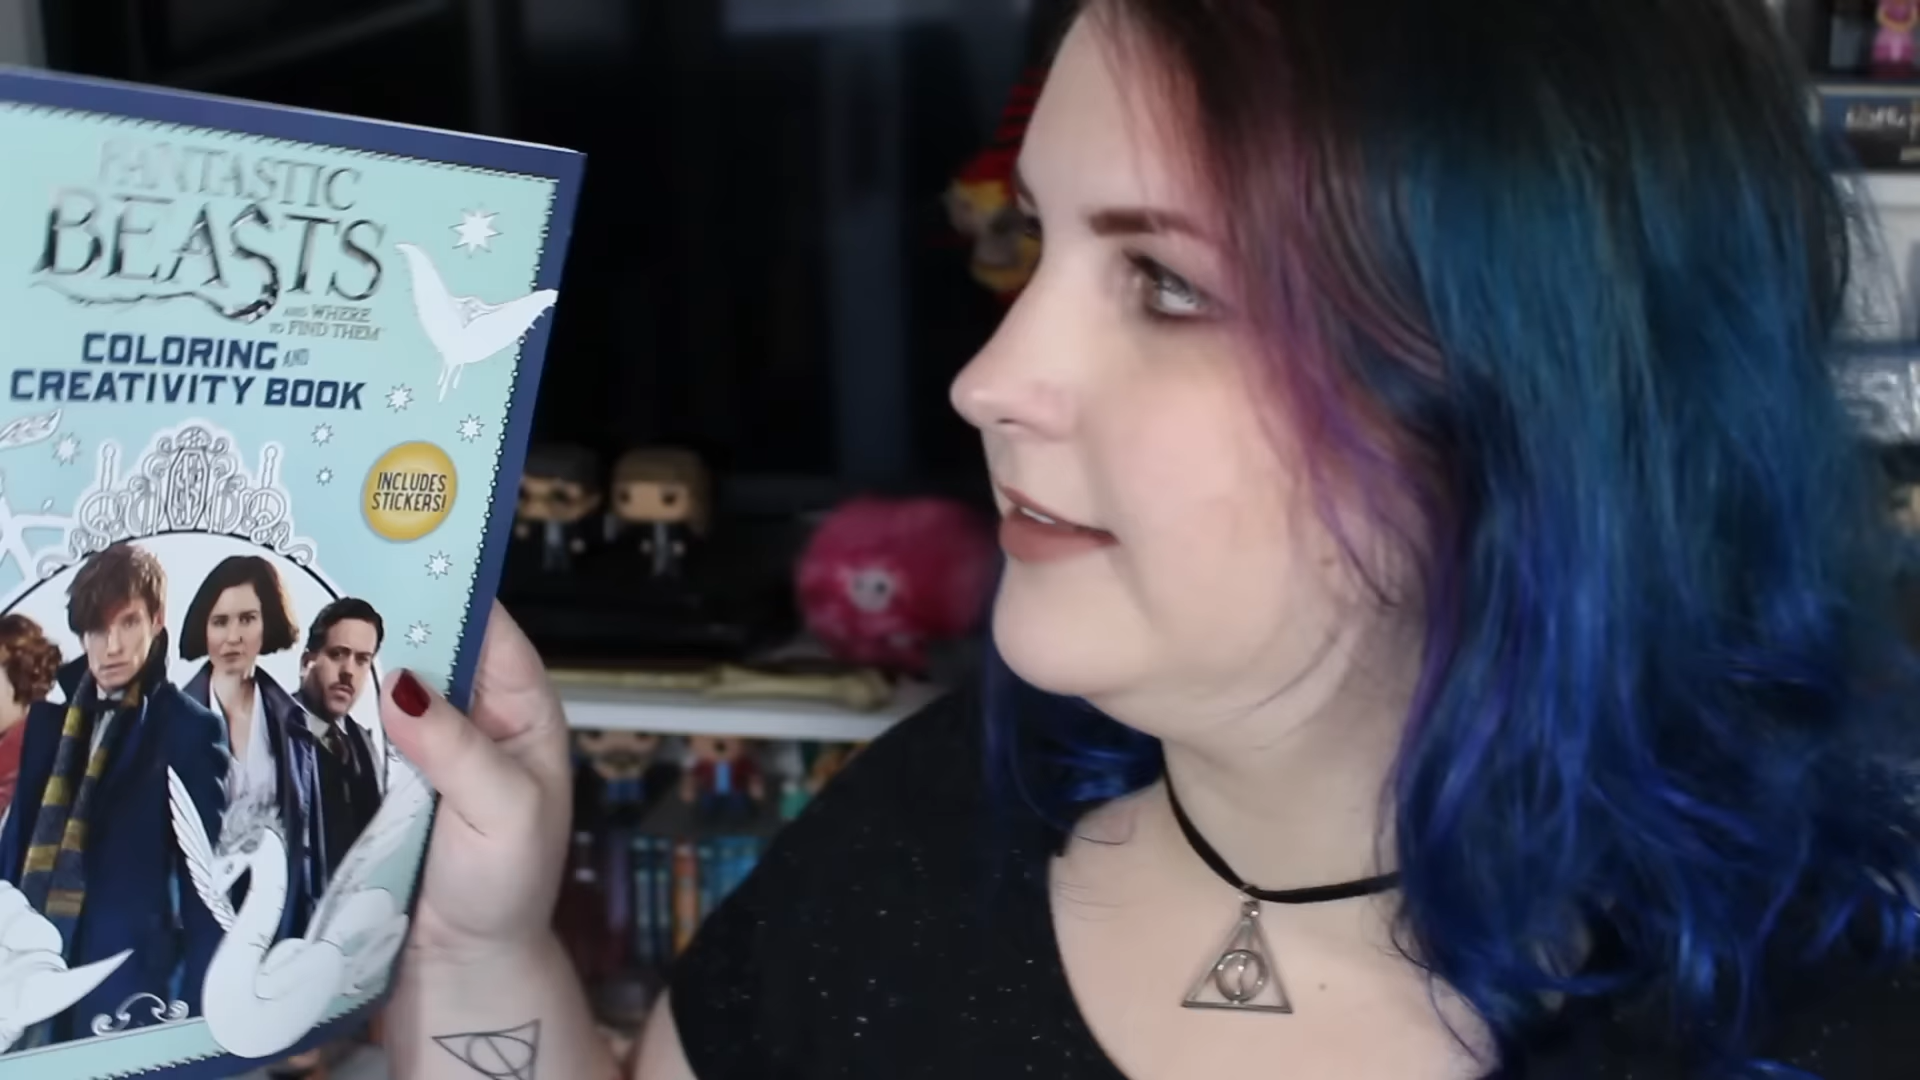 FANTASTIC
BEASTS
AND WHERE
TO FIND THEM
COLORING AND
CREATIVITY BOOK
INCLUDES
STICKERS!